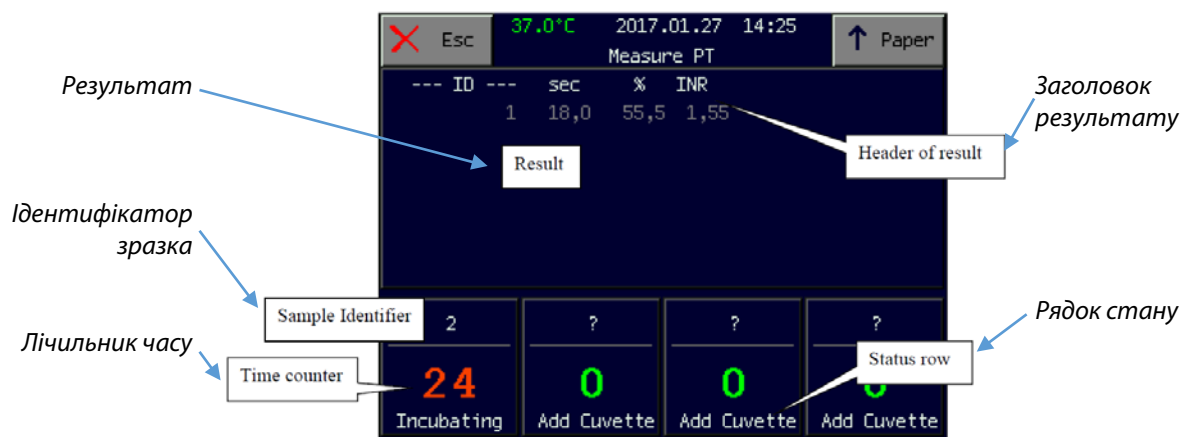 Esc
37.0°C 2017.01.27 14:25
Measure PT
↑ Paper
--- ID --- sec % INR
1 18,0 55,5 1,55
Результат
Заголовок
результату
Header of result
Result
Ідентифікатор
зразка
Sample Identifier
2 ? ? ?
Рядок стану
Лічильник часу
Time counter
Status row
24 0 0 0
Incubating Add Cuvette Add Cuvette Add Cuvette